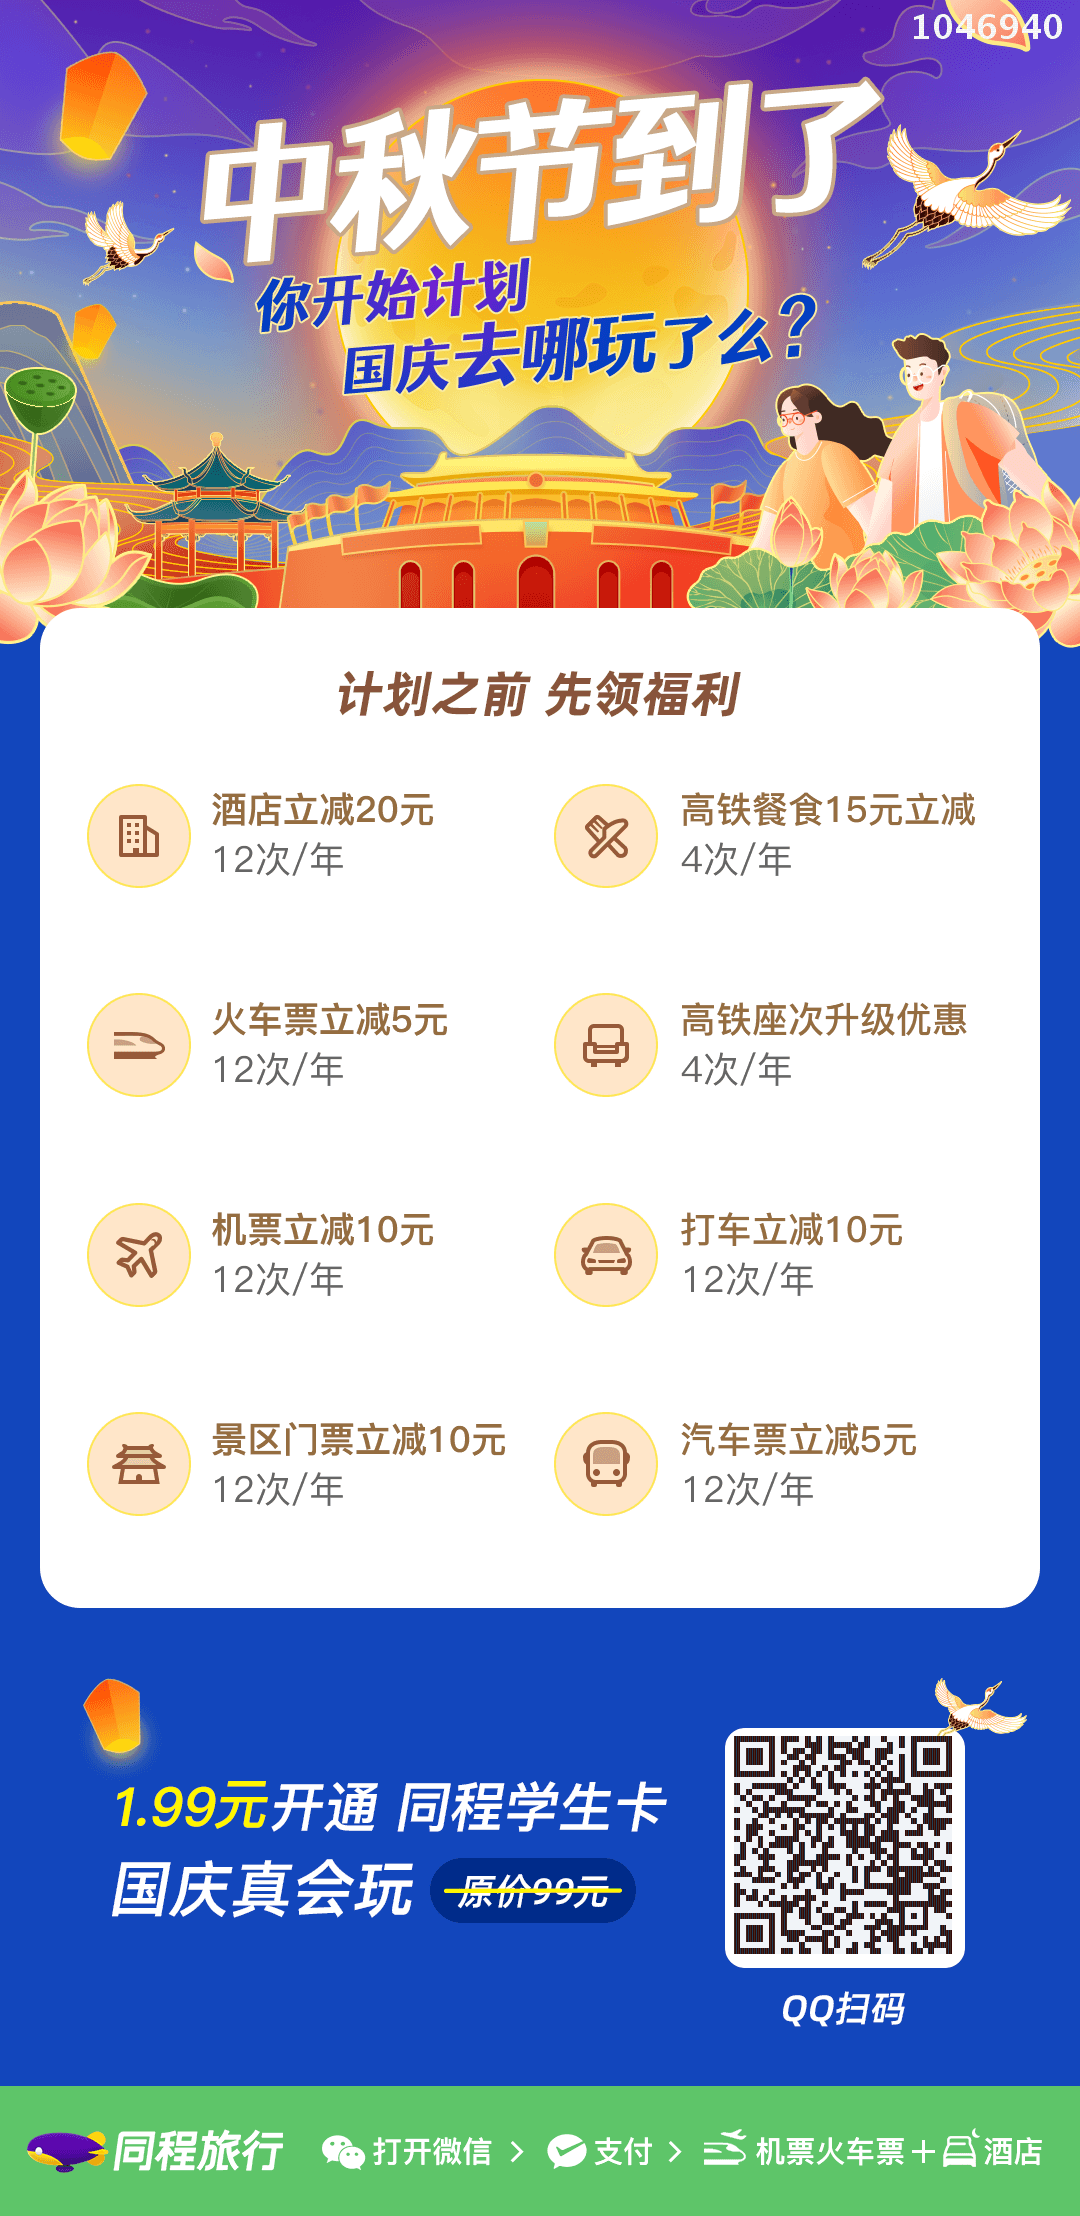 1046940
中秋节到了
你开始计划
国庆去哪玩了么?
计划之前 先领福利
酒店立减20元
12次/年
高铁餐食15元立减
4次/年
火车票立减5元
12次/年
高铁座次升级优惠
4次/年
机票立减10元
12次/年
打车立减10元
12次/年
景区门票立减10元
12次/年
汽车票立减5元
12次/年
1.99元开通 同程学生卡
国庆真会玩 原价99元
QQ扫码
同程旅行 打开微信 > 支付 > 机票火车票+酒店